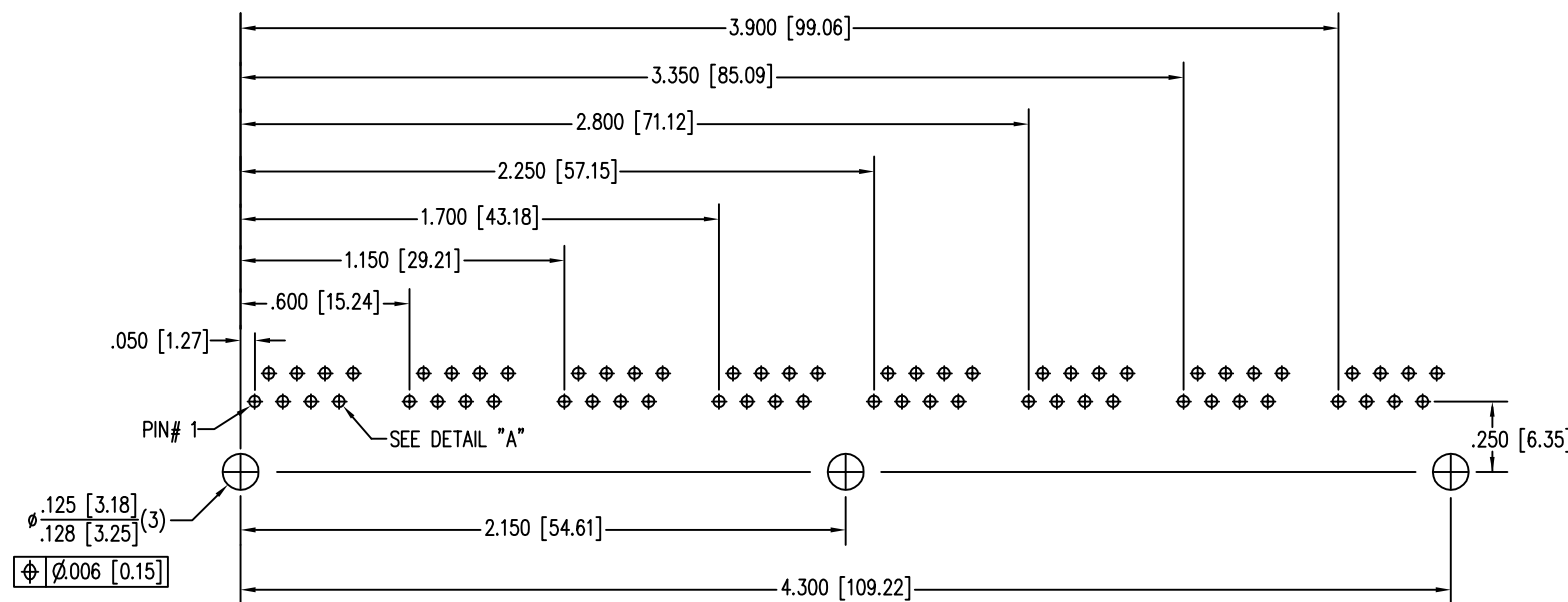 3.900 [99.06]
3.350 [85.09]
2.800 [71.12]
2.250 [57.15]
1.700 [43.18]
1.150 [29.21]
.600 [15.24]
.050 [1.27]
PIN# 1
SEE DETAIL "A"
.250 [6.35]
ø .125 [3.18]
.128 [3.25] (3)
2.150 [54.61]
⌖ Ø.006 [0.15]
4.300 [109.22]